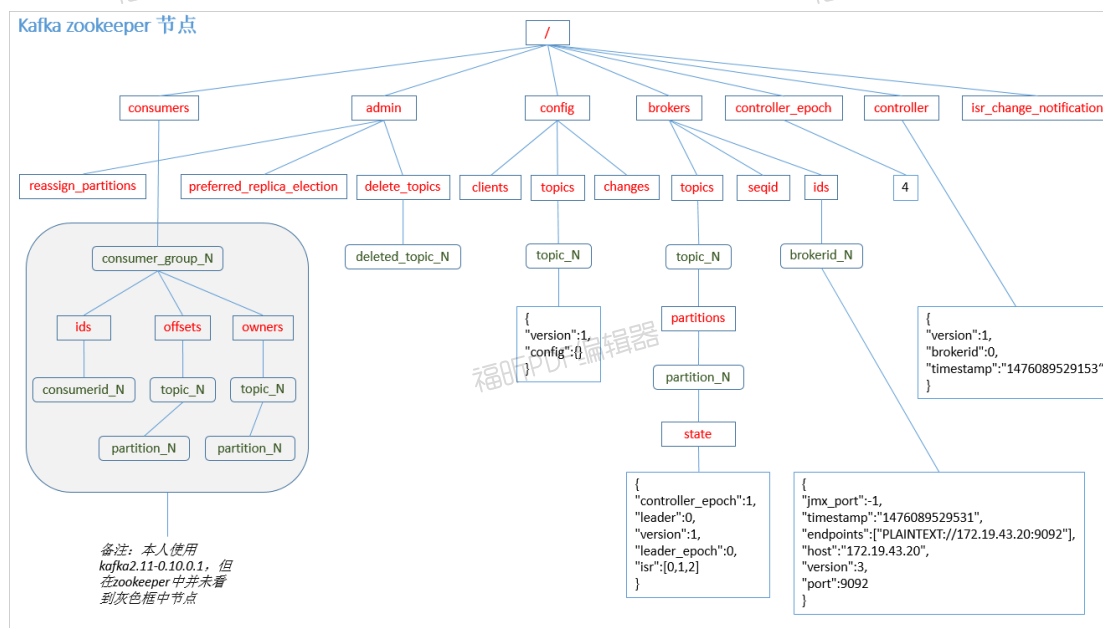 Kafka zookeeper 节点
/
consumers
admin
config
brokers
controller_epoch
controller
isr_change_notification
reassign_partitions
preferred_replica_election
delete_topics
clients
topics
changes
topics
seqid
ids
4
consumer_group_N
deleted_topic_N
topic_N
topic_N
brokerid_N
ids
offsets
owners
consumerid_N
topic_N
topic_N
partition_N
partition_N
{
"version":1,
"config":{}
}
partitions
partition_N
state
{
"version":1,
"brokerid":0,
"timestamp":"1476089529153"
}
{
"controller_epoch":1,
"leader":0,
"version":1,
"leader_epoch":0,
"isr":[0,1,2]
}
{
"jmx_port":-1,
"timestamp":"1476089529531",
"endpoints":["PLAINTEXT://172.19.43.20:9092"],
"host":"172.19.43.20",
"version":3,
"port":9092
}
备注：本人使用
kafka2.11-0.10.0.1，但
在zookeeper中并未看
到灰色框中节点
福昕PDF编辑器